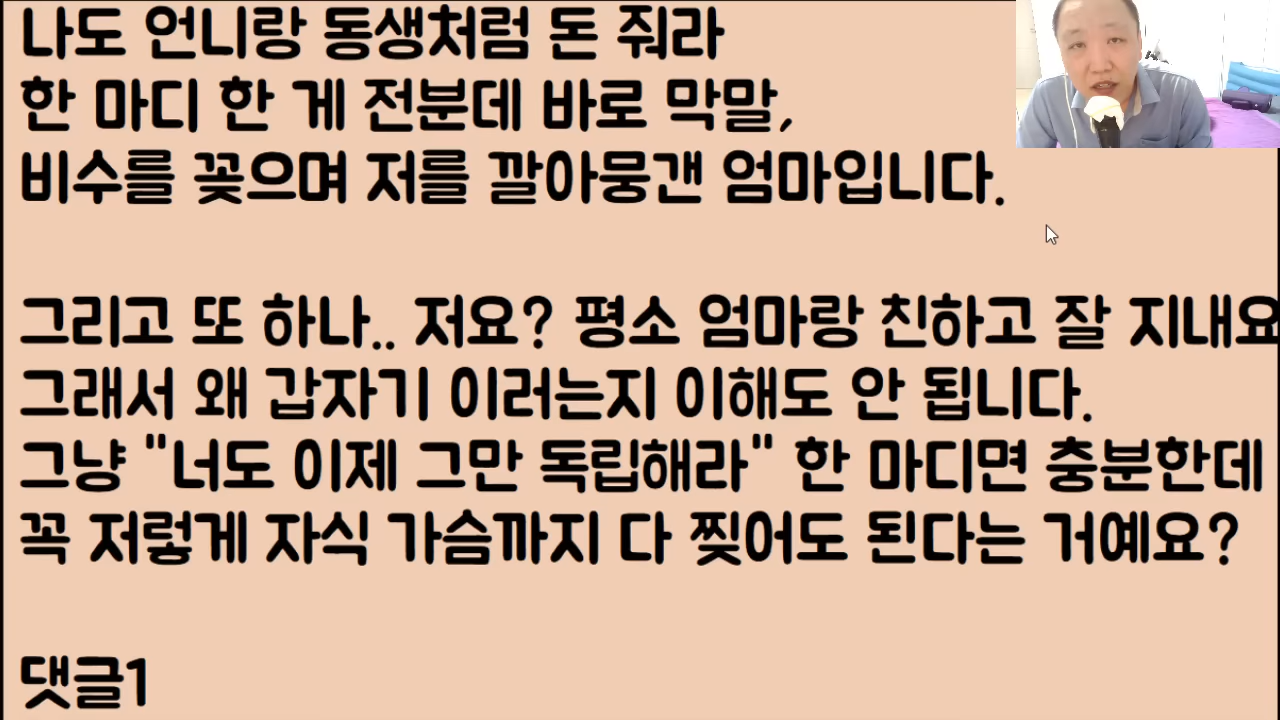 나도 언니랑 동생처럼 돈 줘라
한 마디 한 게 전분데 바로 막말,
비수를 꽂으며 저를 깔아뭉갠 엄마입니다.
그리고 또 하나.. 저요? 평소 엄마랑 친하고 잘 지내요
그래서 왜 갑자기 이러는지 이해도 안 됩니다.
그냥 "너도 이제 그만 독립해라" 한 마디면 충분한데
꼭 저렇게 자식 가슴까지 다 찢어도 된다는 거예요?
댓글1